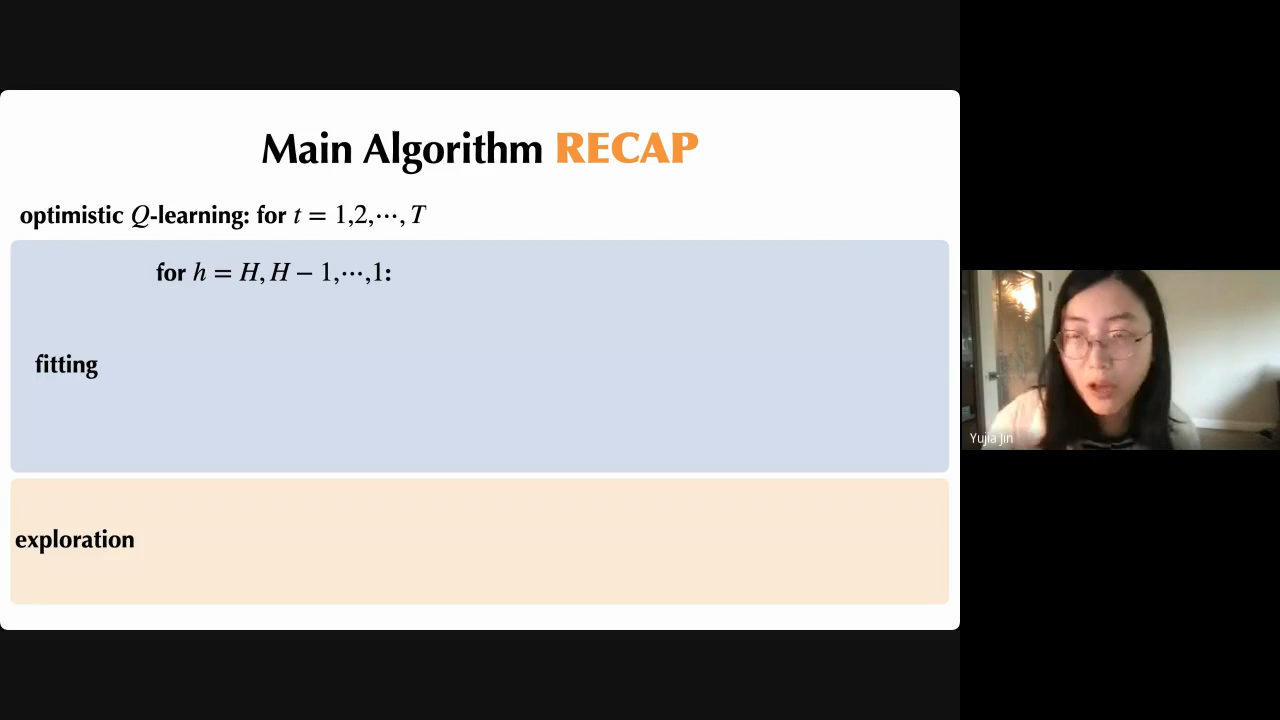 Main Algorithm RECAP
optimistic Q-learning: for t = 1,2,⋯, T
for h = H, H − 1,⋯,1:
fitting
exploration
Yujia Jin